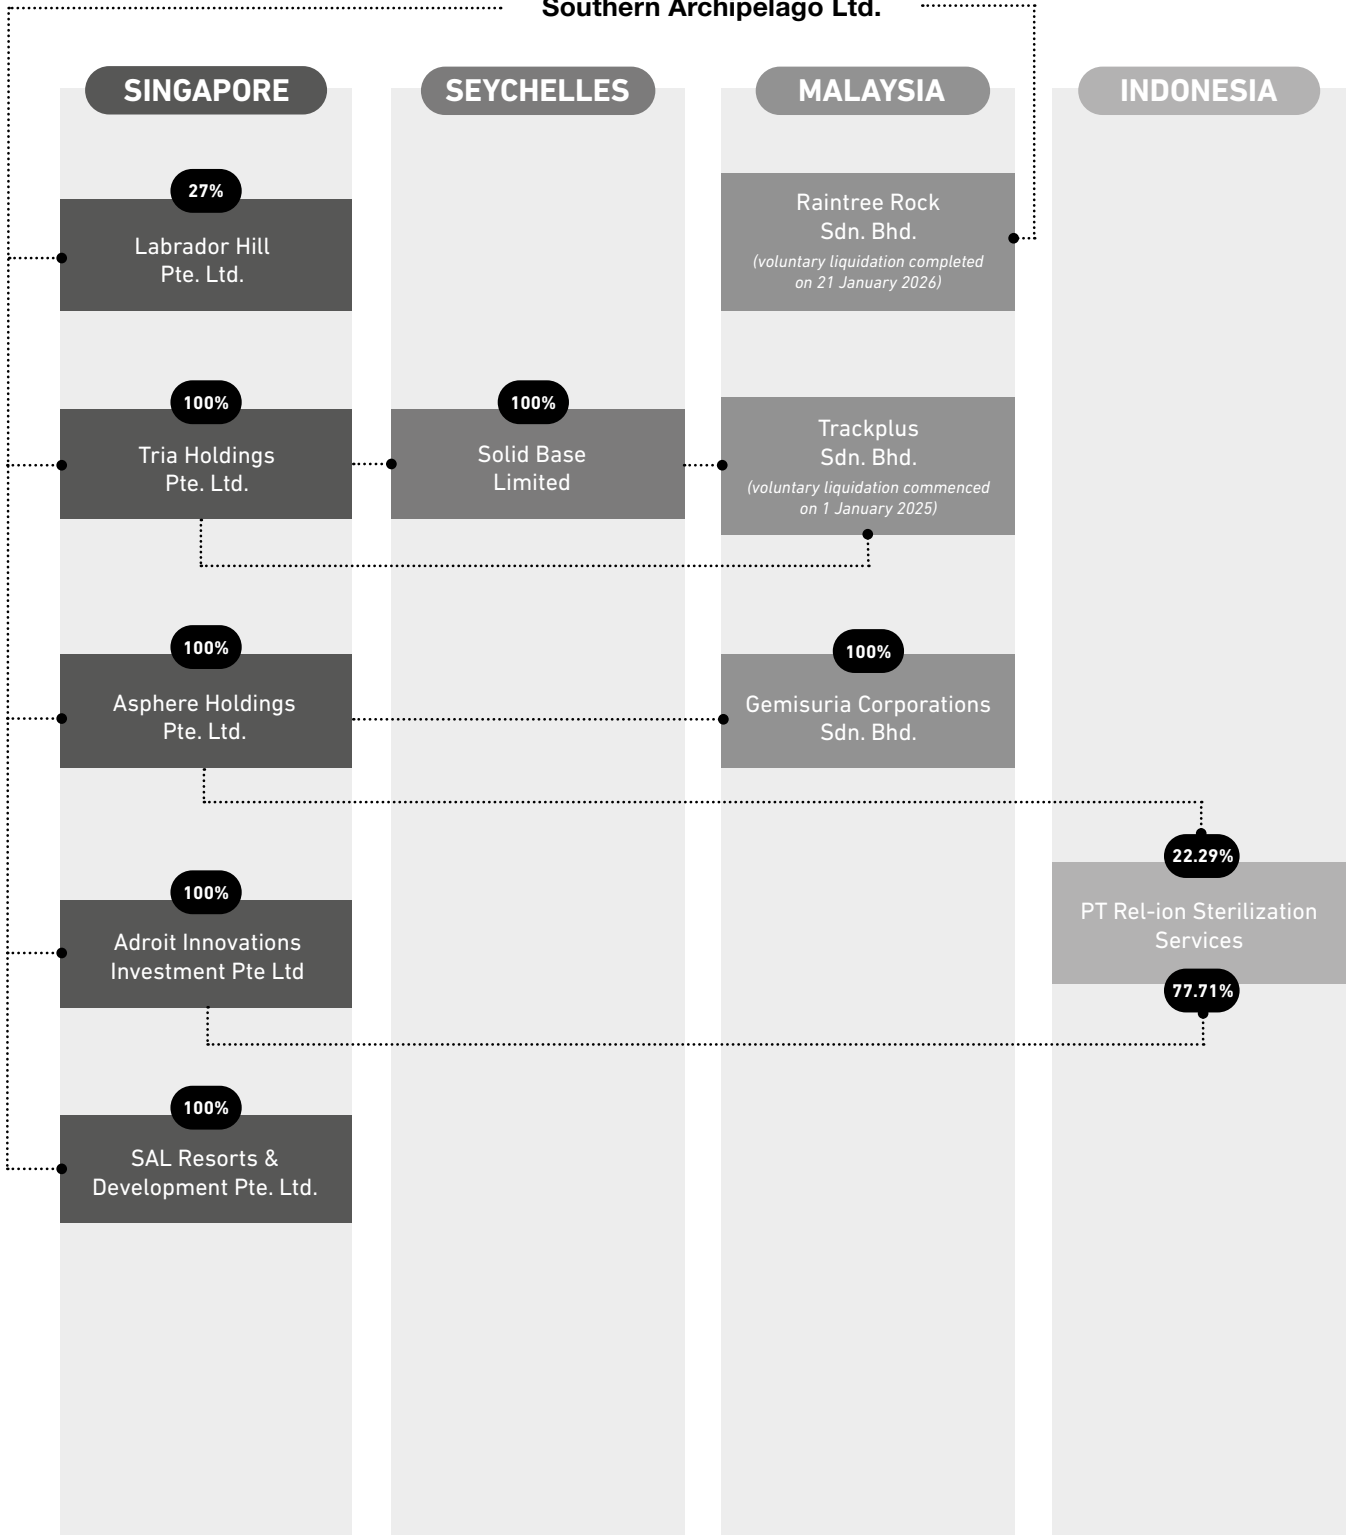 Southern Archipelago Ltd.
SINGAPORE
SEYCHELLES
MALAYSIA
INDONESIA
27%
Labrador Hill
Pte. Ltd.
Raintree Rock
Sdn. Bhd.
(voluntary liquidation completed
on 21 January 2026)
100%
Tria Holdings
Pte. Ltd.
100%
Solid Base
Limited
Trackplus
Sdn. Bhd.
(voluntary liquidation commenced
on 1 January 2025)
100%
Asphere Holdings
Pte. Ltd.
100%
Gemisuria Corporations
Sdn. Bhd.
22.29%
PT Rel-ion Sterilization
Services
77.71%
100%
Adroit Innovations
Investment Pte Ltd
100%
SAL Resorts &
Development Pte. Ltd.